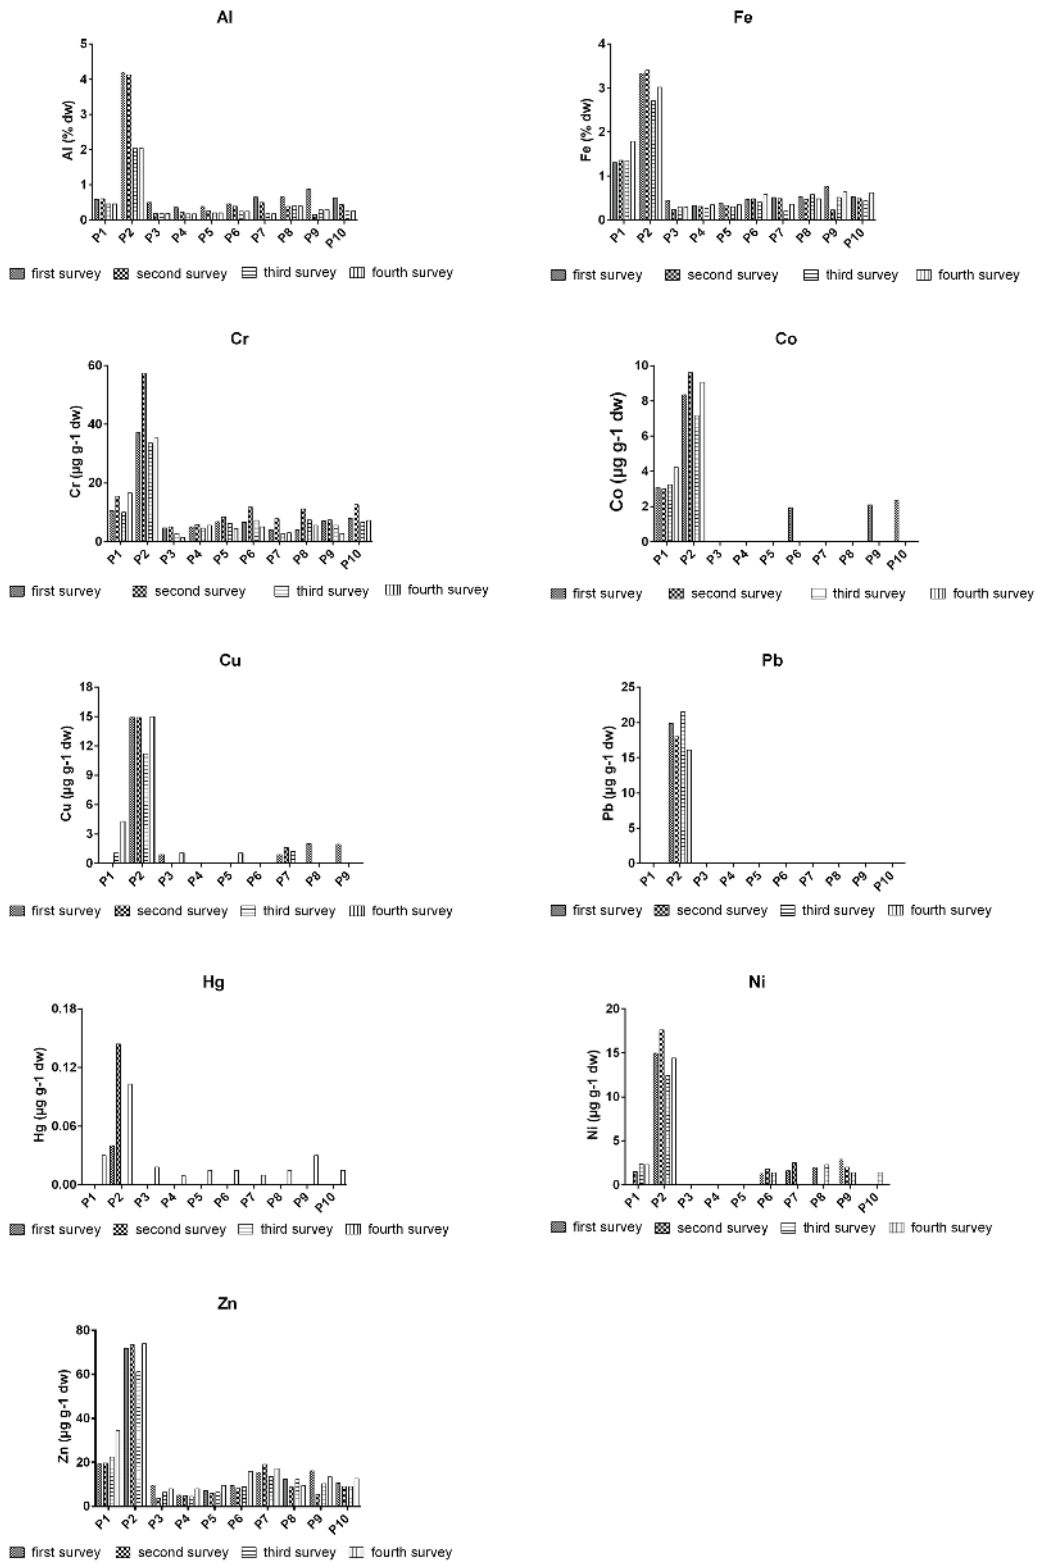 Al
Al (% dw)
5
4
3
2
1
0
P1 P2 P3 P4 P5 P6 P7 P8 P9 P10
first survey second survey third survey fourth survey
Fe
Fe (% dw)
4
3
2
1
0
P1 P2 P3 P4 P5 P6 P7 P8 P9 P10
first survey second survey third survey fourth survey
Cr
Cr (µg g-1 dw)
60
40
20
0
P1 P2 P3 P4 P5 P6 P7 P8 P9 P10
first survey second survey third survey fourth survey
Co
Co (µg g-1 dw)
10
8
6
4
2
0
P1 P2 P3 P4 P5 P6 P7 P8 P9 P10
first survey second survey third survey fourth survey
Cu
Cu (µg g-1 dw)
18
15
12
9
6
3
0
P1 P2 P3 P4 P5 P6 P7 P8 P9
first survey second survey third survey fourth survey
Pb
Pb (µg g-1 dw)
25
20
15
10
5
0
P1 P2 P3 P4 P5 P6 P7 P8 P9 P10
first survey second survey third survey fourth survey
Hg
Hg (µg g-1 dw)
0.18
0.12
0.06
0.00
P1 P2 P3 P4 P5 P6 P7 P8 P9 P10
first survey second survey third survey fourth survey
Ni
Ni (µg g-1 dw)
20
15
10
5
0
P1 P2 P3 P4 P5 P6 P7 P8 P9 P10
first survey second survey third survey fourth survey
Zn
Zn (µg g-1 dw)
80
60
40
20
0
P1 P2 P3 P4 P5 P6 P7 P8 P9 P10
first survey second survey third survey fourth survey